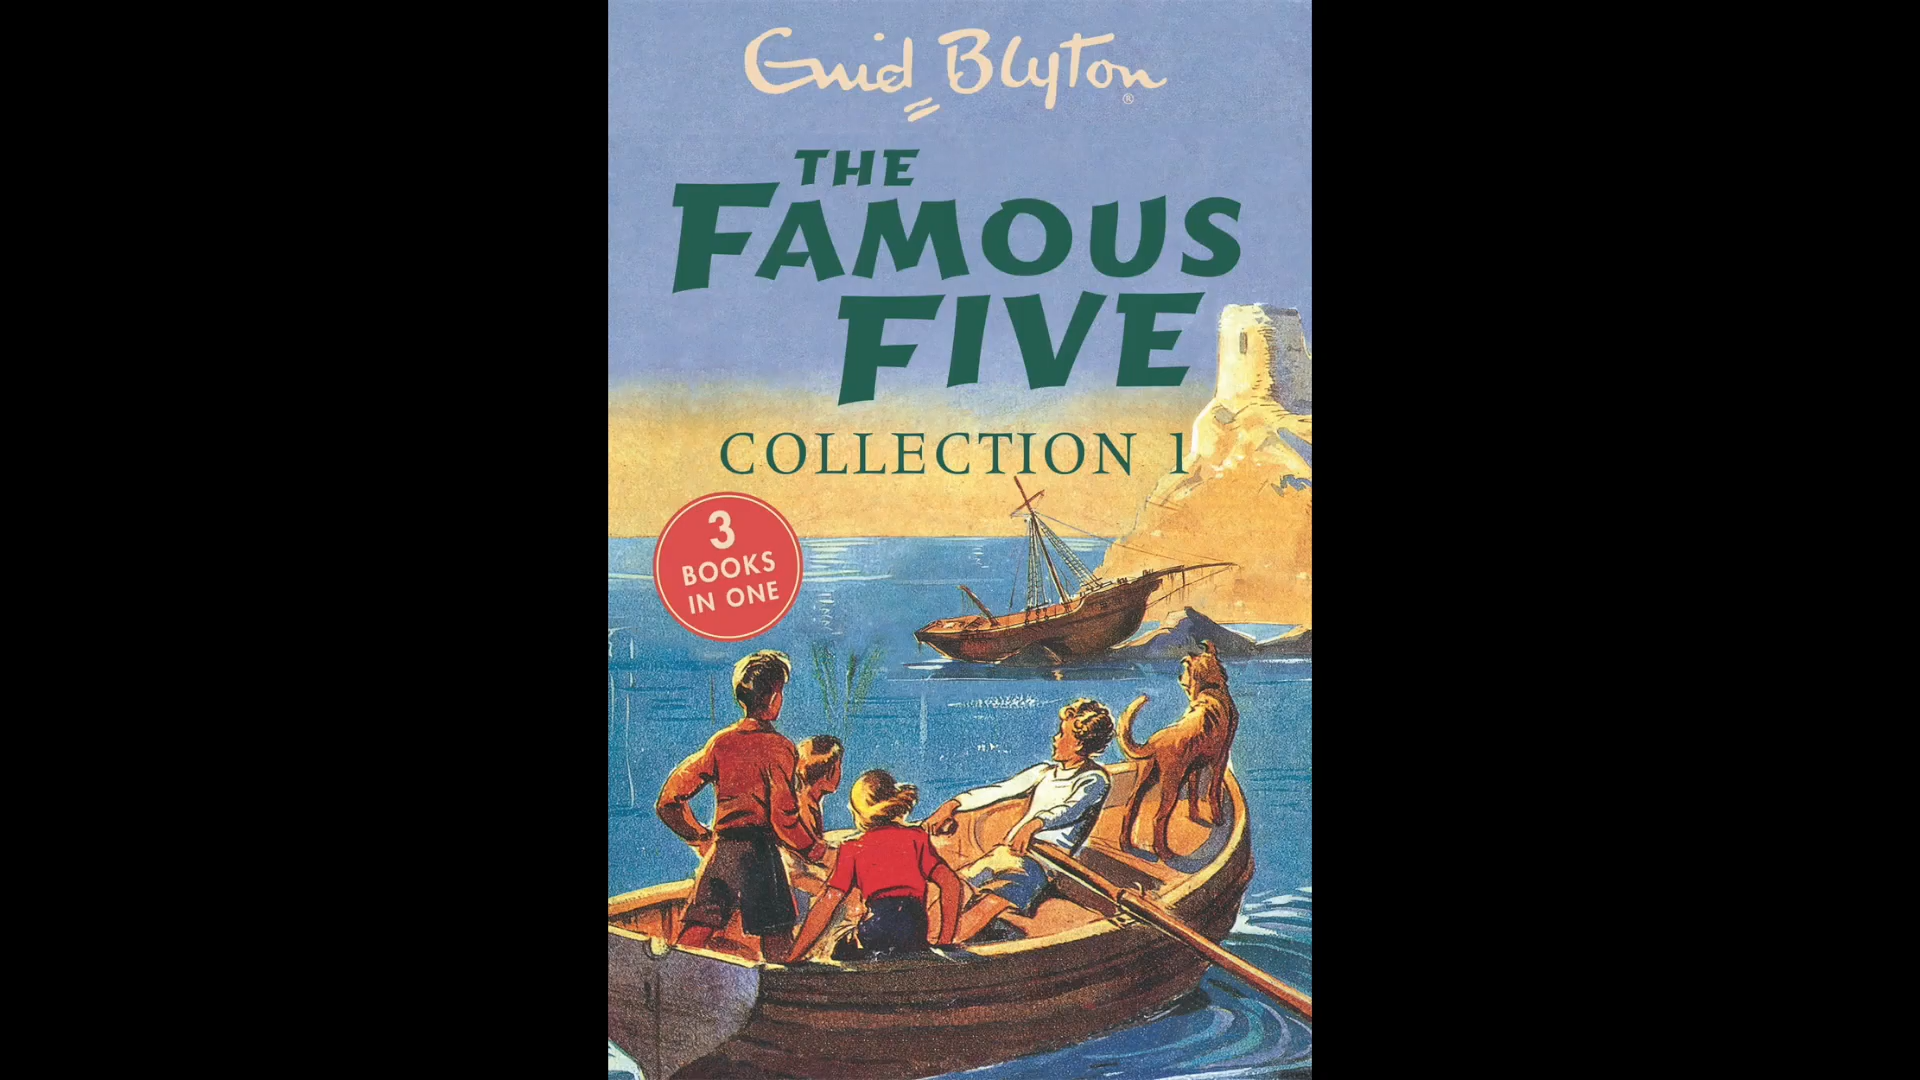 Enid Blyton®
THE
FAMOUS
FIVE
COLLECTION 1
3
BOOKS
IN ONE